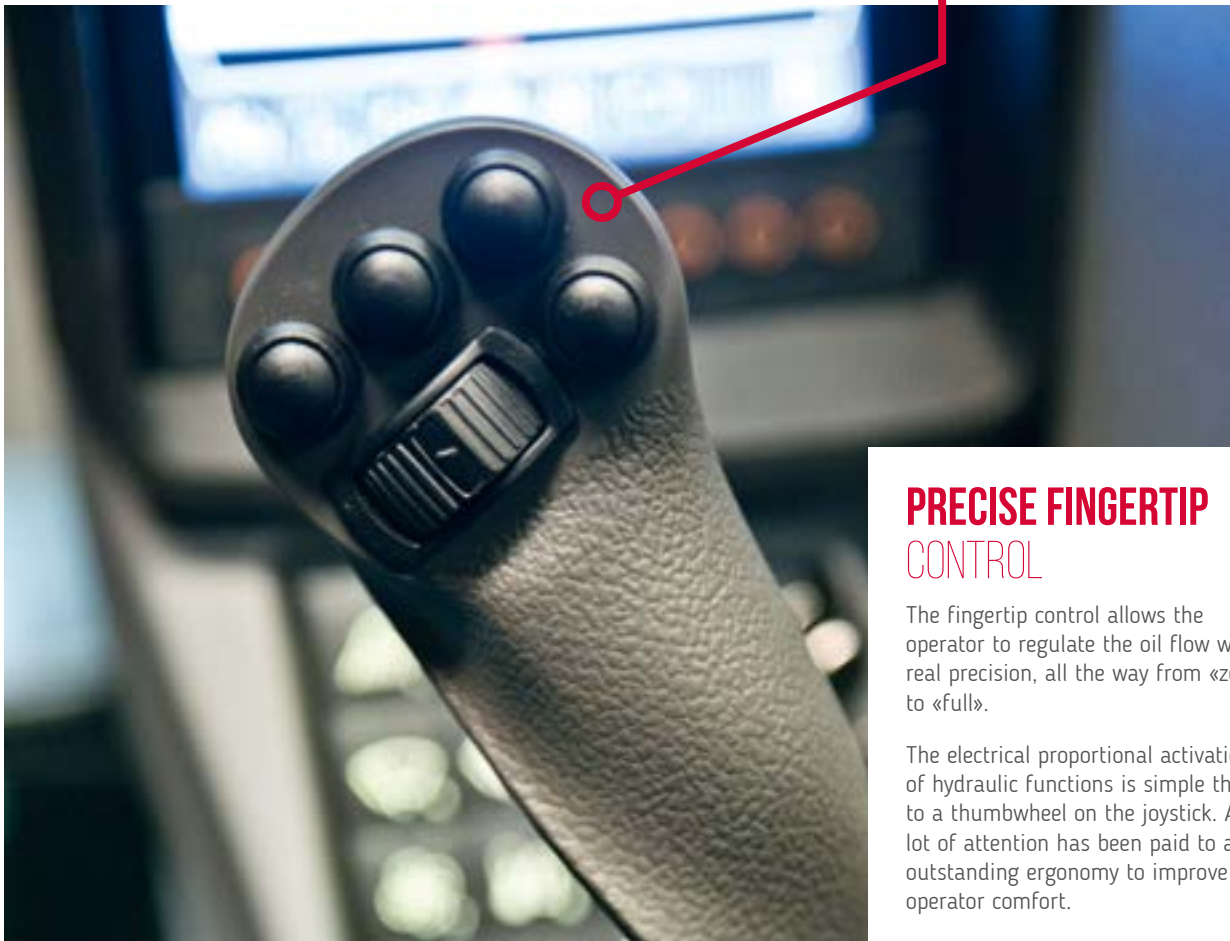 PRECISE FINGERTIP
CONTROL
The fingertip control allows the
operator to regulate the oil flow
real precision, all the way from
to «full».
The electrical proportional
of hydraulic functions is simple
to a thumbwheel on the joystick. A
lot of attention has been paid to
outstanding ergonomy to improve
operator comfort.